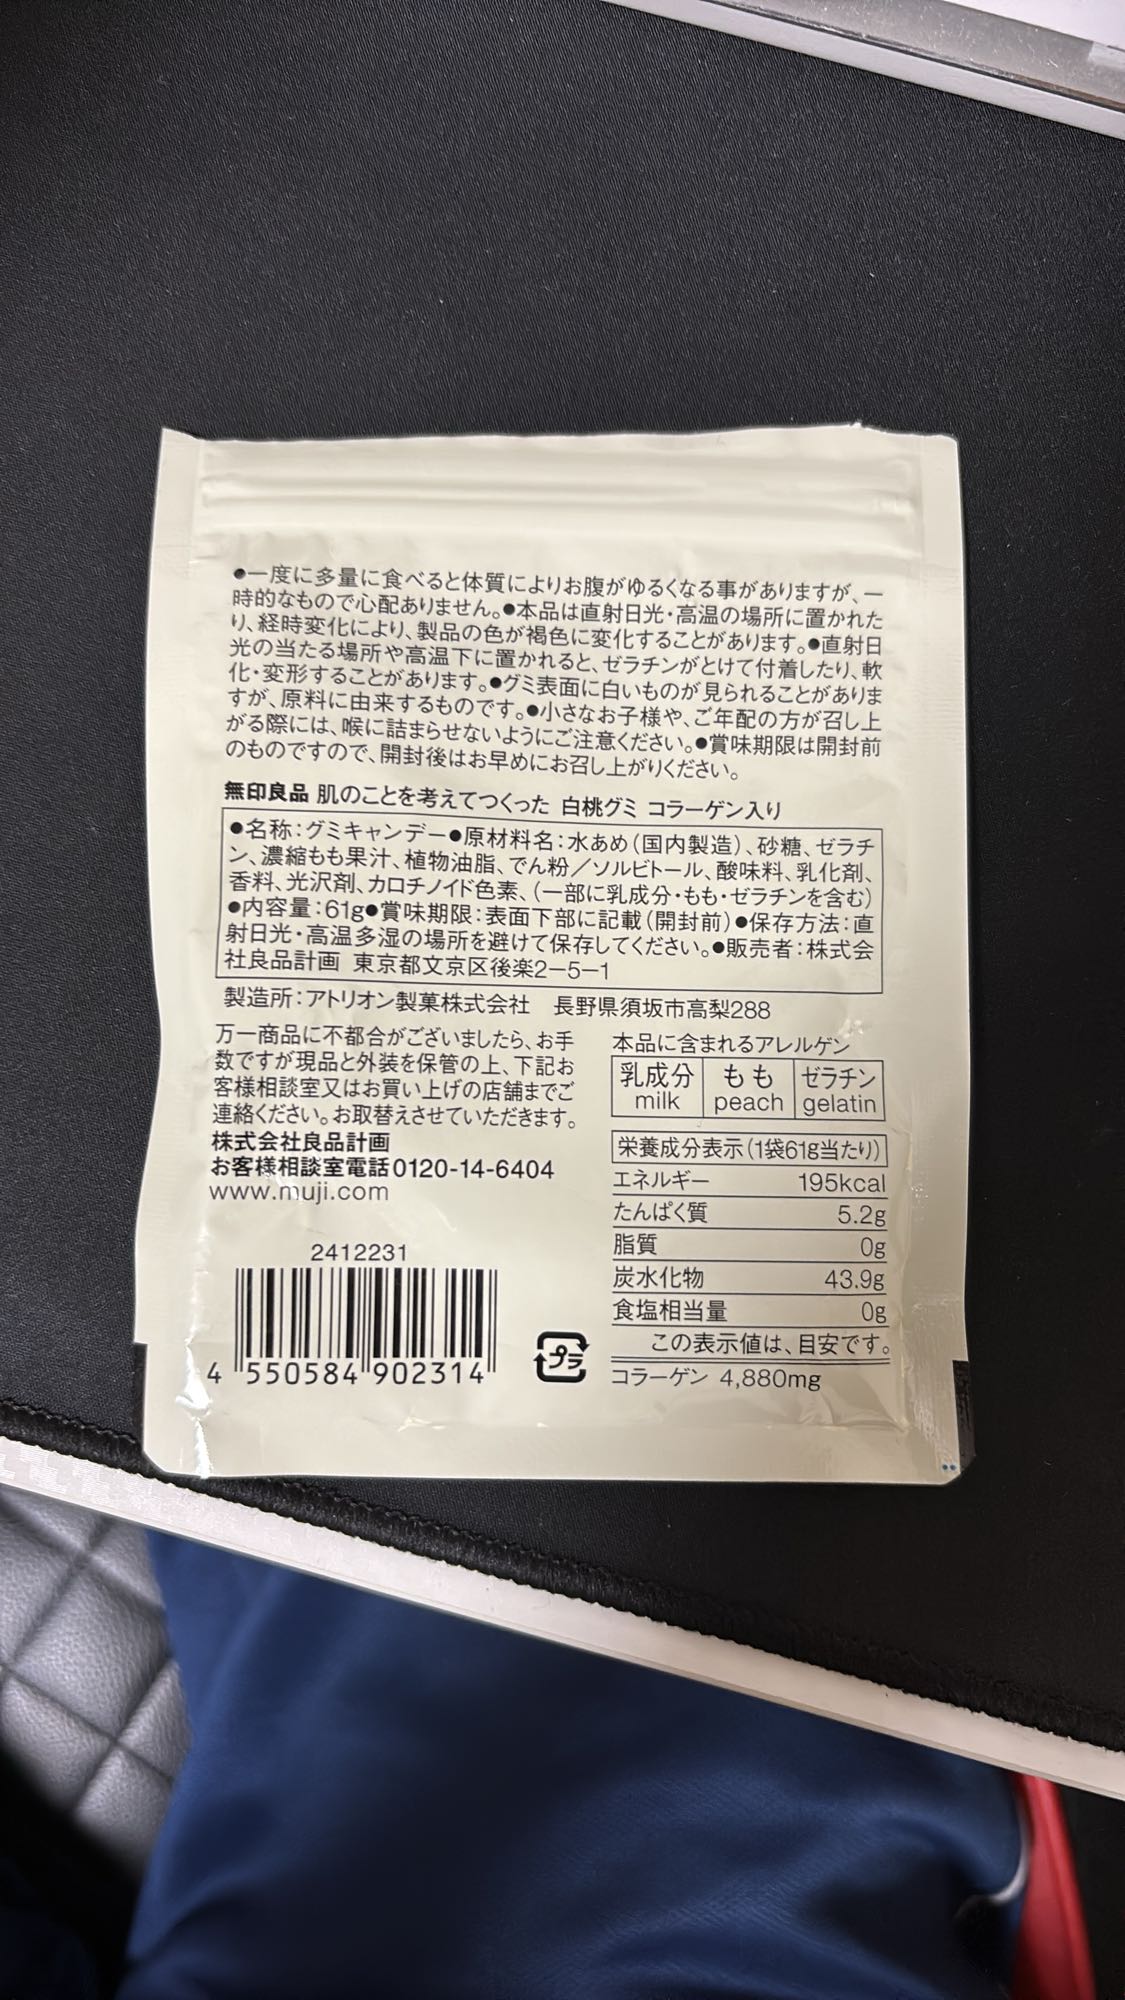 ●一度に多量に食べると体質によりお腹がゆるくなる事がありますが、一
時的なもので心配ありません。●本品は直射日光・高温の場所に置かれた
り、経時変化により、製品の色が褐色に変化することがあります。●直射日
光の当たる場所や高温下に置かれると、ゼラチンがとけて付着したり、軟
化・変形することがあります。●グミ表面に白いものが見られることがありま
すが、原料に由来するものです。●小さなお子様や、ご年配の方が召し上
がる際には、喉に詰まらせないようにご注意ください。●賞味期限は開封前
のものですので、開封後はお早めにお召し上がりください。
無印良品 肌のことを考えてつくった 白桃グミ コラーゲン入り
●名称：グミキャンデー●原材料名：水あめ（国内製造）、砂糖、ゼラチ
ン、濃縮もも果汁、植物油脂、でん粉／ソルビトール、酸味料、乳化剤、
香料、光沢剤、カロチノイド色素、（一部に乳成分・もも・ゼラチンを含む）
●内容量：61g●賞味期限：表面下部に記載（開封前）●保存方法：直
射日光・高温多湿の場所を避けて保存してください。●販売者：株式会
社良品計画 東京都文京区後楽2－5－1
製造所：アトリオン製菓株式会社 長野県須坂市高梨288
万一商品に不都合がございましたら、お手
数ですが現品と外装を保管の上、下記お
客様相談室又はお買い上げの店舗までご
連絡ください。お取替えさせていただきます。
株式会社良品計画
お客様相談室電話0120-14-6404
www.muji.com
2412231
4 550584 902314
プラ
本品に含まれるアレルゲン
乳成分 もも ゼラチン
milk peach gelatin
栄養成分表示（1袋61g当たり）
エネルギー 195kcal
たんぱく質 5.2g
脂質 0g
炭水化物 43.9g
食塩相当量 0g
この表示値は、目安です。
コラーゲン 4,880mg